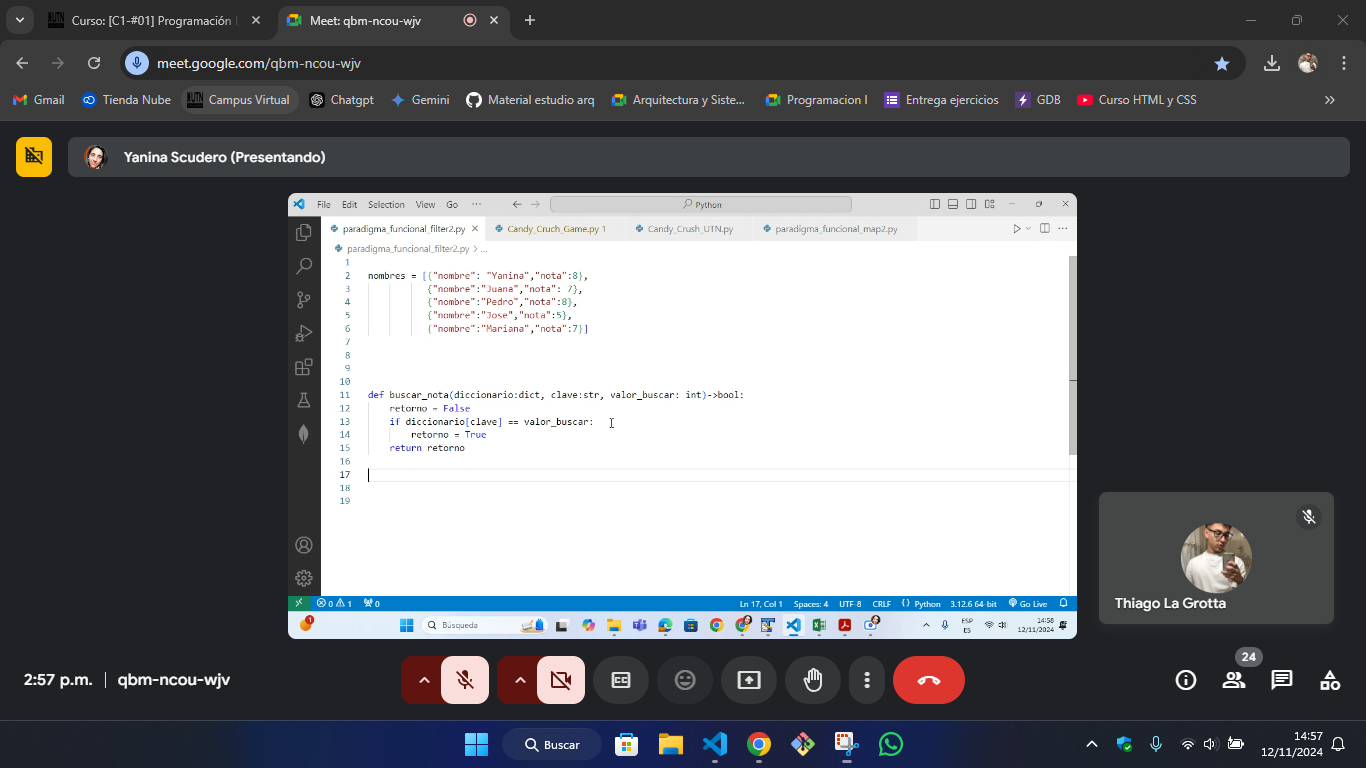 Curso: [C1-#01] Programación I
Meet: qbm-ncou-wjv
meet.google.com/qbm-ncou-wjv
Gmail
Tienda Nube
Campus Virtual
Chatgpt
Gemini
Material estudio arq
Arquitectura y Siste...
Programacion I
Entrega ejercicios
GDB
Curso HTML y CSS
Yanina Scudero (Presentando)
File Edit Selection View Go ...
Python
paradigma_funcional_filter2.py
Candy_Cruch_Game.py 1
Candy_Crush_UTN.py
paradigma_funcional_map2.py
paradigma_funcional_filter2.py > ...
1
2 nombres = [{"nombre": "Yanina","nota":8},
3 {"nombre":"Juana","nota": 7},
4 {"nombre":"Pedro","nota":8},
5 {"nombre":"Jose","nota":5},
6 {"nombre":"Mariana","nota":7}]
7
8
9
10
11 def buscar_nota(diccionario:dict, clave:str, valor_buscar: int)->bool:
12 retorno = False
13 if diccionario[clave] == valor_buscar:
14 retorno = True
15 return retorno
16
17
18
19
0 1 0
Ln 17, Col 1 Spaces: 4 UTF-8 CRLF Python 3.12.6 64-bit Go Live
1
Búsqueda
ESP
ES
14:58
12/11/2024
Thiago La Grotta
2:57 p.m. | qbm-ncou-wjv
24
Buscar
14:57
12/11/2024